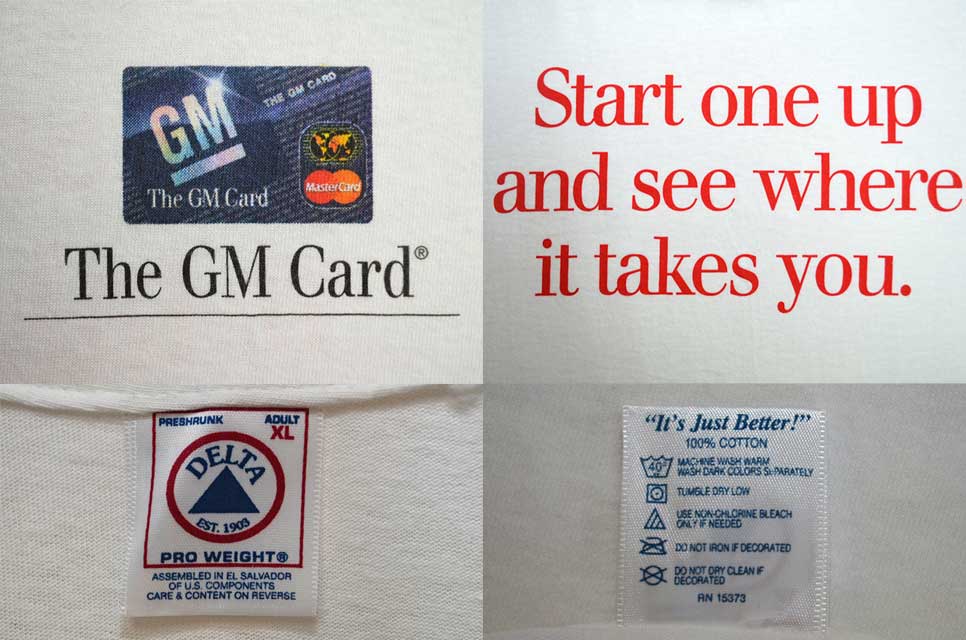 GM
THE GM CARD
MasterCard
The GM Card
The GM Card®
Start one up
and see where
it takes you.
PRESHRUNK
ADULT
XL
DELTA
EST. 1903
PRO WEIGHT®
ASSEMBLED IN EL SALVADOR
OF U.S. COMPONENTS
CARE & CONTENT ON REVERSE
"It's Just Better!"
100% COTTON
40°
MACHINE WASH WARM
WASH DARK COLORS SEPARATELY
TUMBLE DRY LOW
USE NON-CHLORINE BLEACH
ONLY IF NEEDED
DO NOT IRON IF DECORATED
DO NOT DRY CLEAN IF
DECORATED
RN 15373